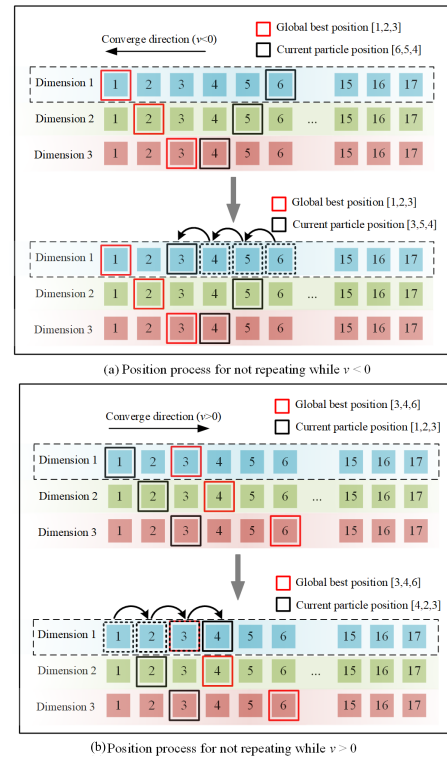 Global best position [1,2,3]
Converge direction (v<0)
Current particle position [6,5,4]
Dimension 1 1 2 3 4 5 6 15 16 17
Dimension 2 1 2 3 4 5 6 ... 15 16 17
Dimension 3 1 2 3 4 5 6 15 16 17
Global best position [1,2,3]
Current particle position [3,5,4]
Dimension 1 1 2 3 4 5 6 15 16 17
Dimension 2 1 2 3 4 5 6 ... 15 16 17
Dimension 3 1 2 3 4 5 6 15 16 17
(a) Position process for not repeating while v < 0
Global best position [3,4,6]
Converge direction (v>0)
Current particle position [1,2,3]
Dimension 1 1 2 3 4 5 6 15 16 17
Dimension 2 1 2 3 4 5 6 ... 15 16 17
Dimension 3 1 2 3 4 5 6 15 16 17
Global best position [3,4,6]
Current particle position [4,2,3]
Dimension 1 1 2 3 4 5 6 15 16 17
Dimension 2 1 2 3 4 5 6 ... 15 16 17
Dimension 3 1 2 3 4 5 6 15 16 17
(b) Position process for not repeating while v > 0